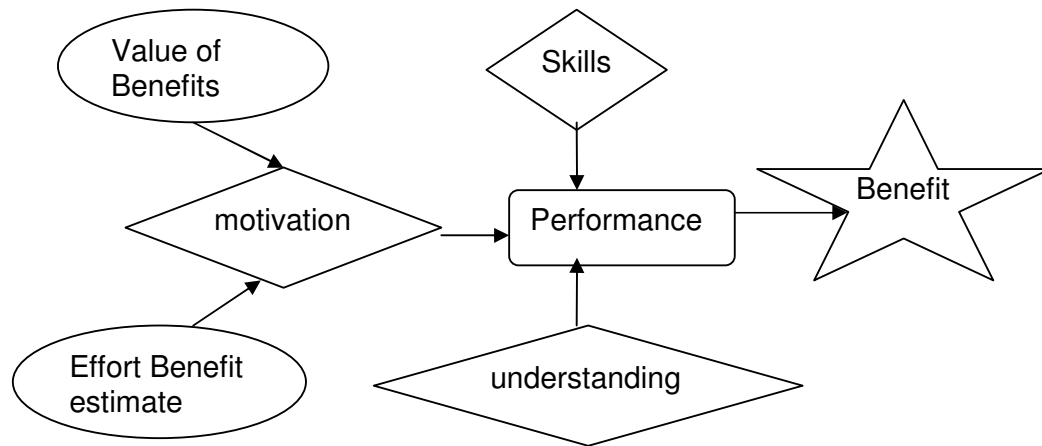 Value of
Benefits
Skills
Benefit
motivation
Performance
Effort Benefit
estimate
understanding